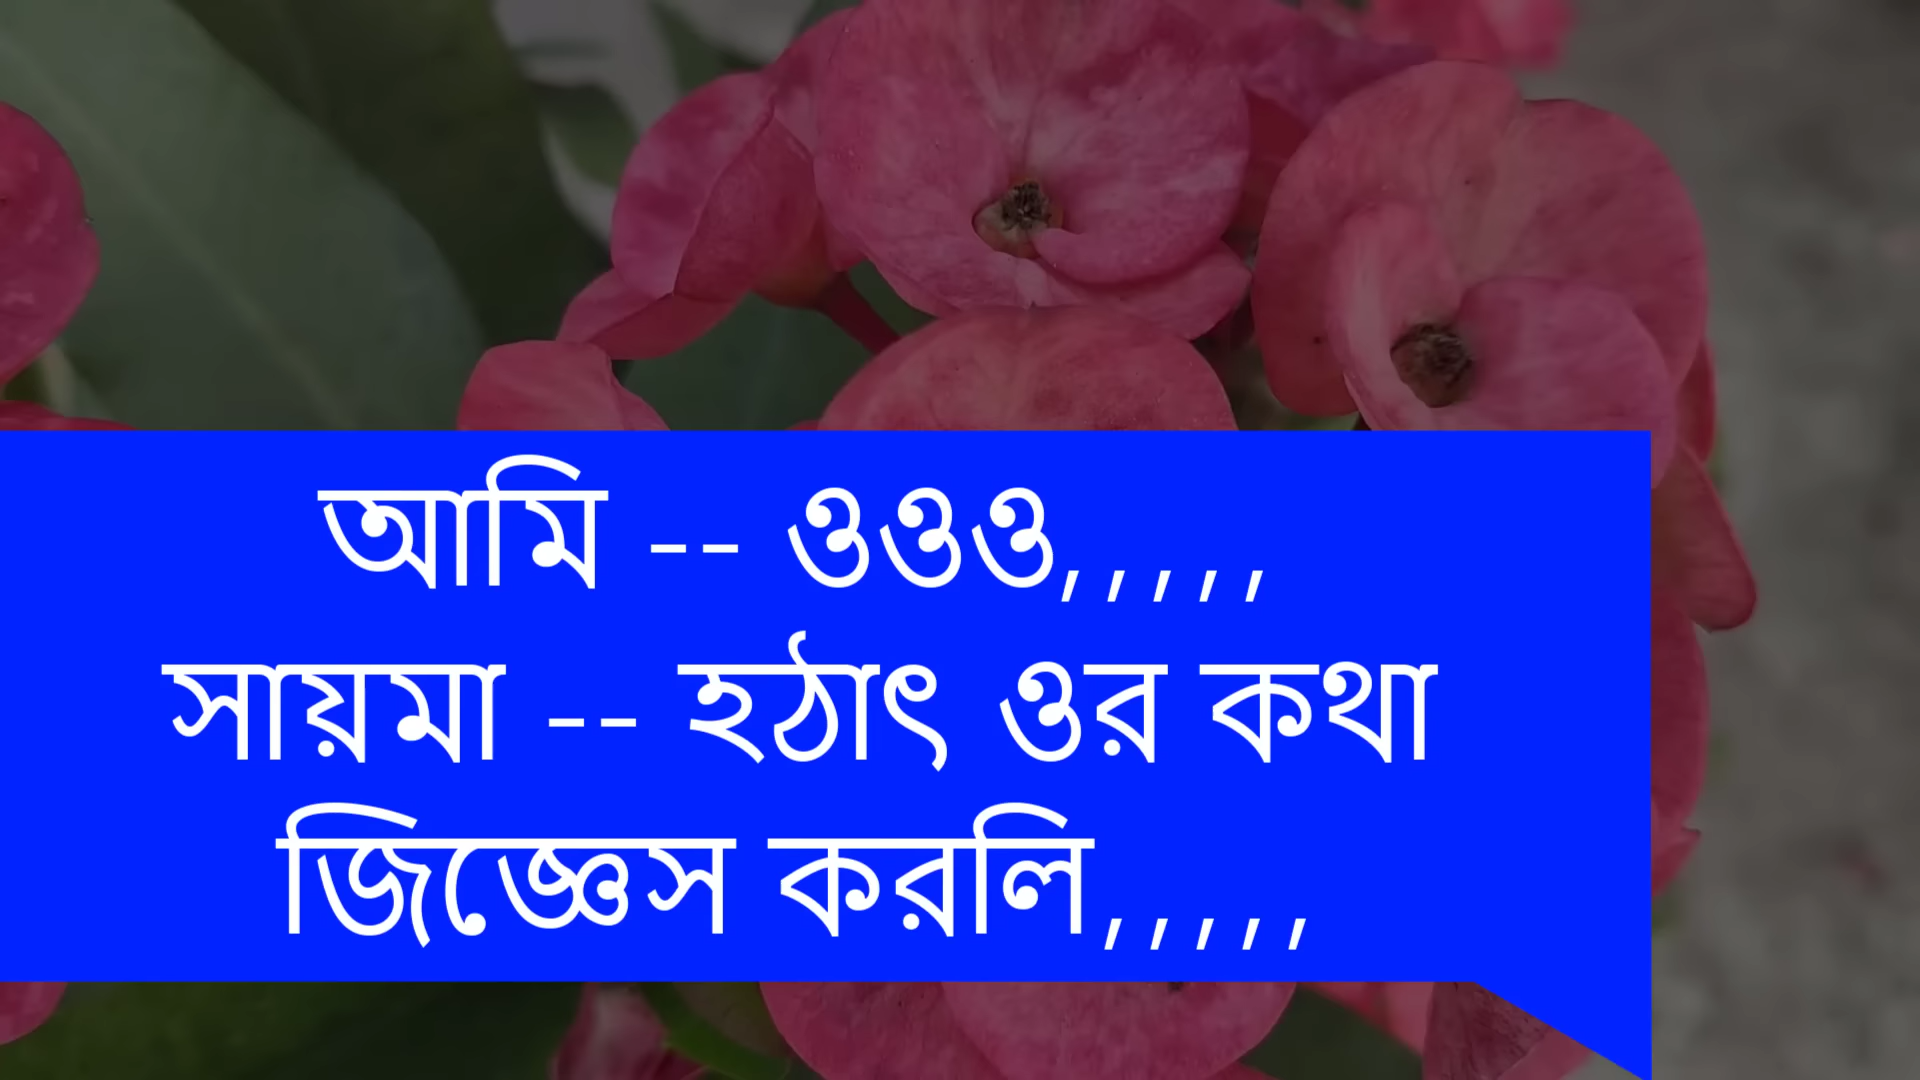 আমি -- ওওও,,,,,
সায়মা -- হঠাৎ ওর কথা
জিজ্ঞেস করলি,,,,,